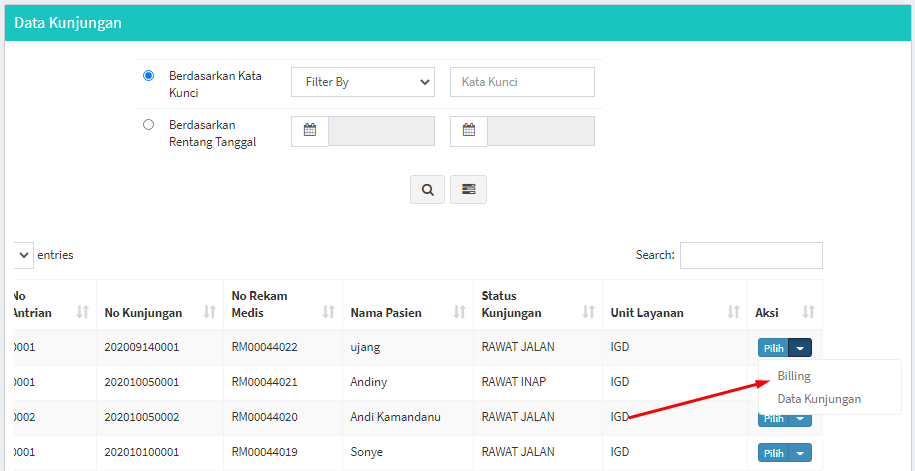 Data Kunjungan
Berdasarkan Kata
Kunci
Filter By
Kata Kunci
Berdasarkan
Rentang Tanggal
entries
Search:
No
Antrian
No Kunjungan
No Rekam
Medis
Nama Pasien
Status
Kunjungan
Unit Layanan
Aksi
0001 202009140001 RM00044022 ujang RAWAT JALAN IGD Pilih
0001 202010050001 RM00044021 Andiny RAWAT INAP IGD
Billing
Data Kunjungan
0002 202010050002 RM00044020 Andi Kamandanu RAWAT JALAN IGD Pilih
0001 202010100001 RM00044019 Sonye RAWAT JALAN IGD Pilih